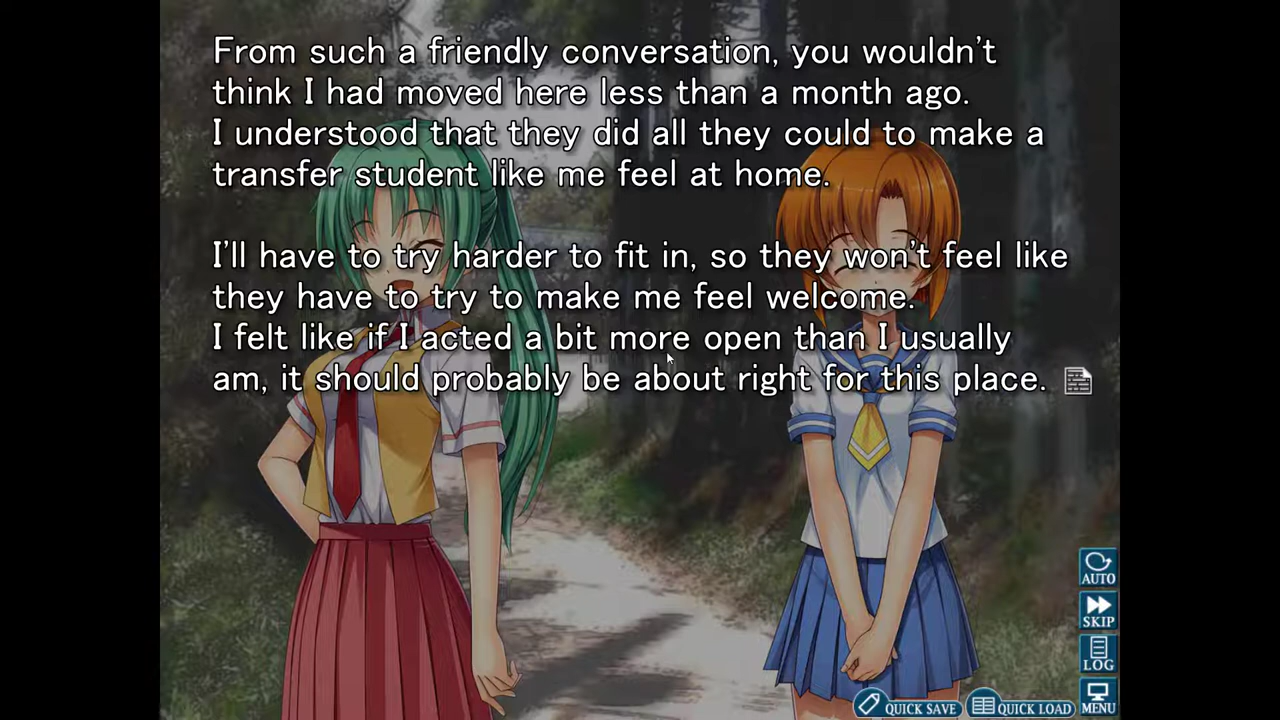 From such a friendly conversation, you wouldn't
think I had moved here less than a month ago.
I understood that they did all they could to make a
transfer student like me feel at home.
I'll have to try harder to fit in, so they won't feel like
they have to try to make me feel welcome.
I felt like if I acted a bit more open than I usually
am, it should probably be about right for this place.
AUTO
SKIP
LOG
MENU
QUICK SAVE
QUICK LOAD